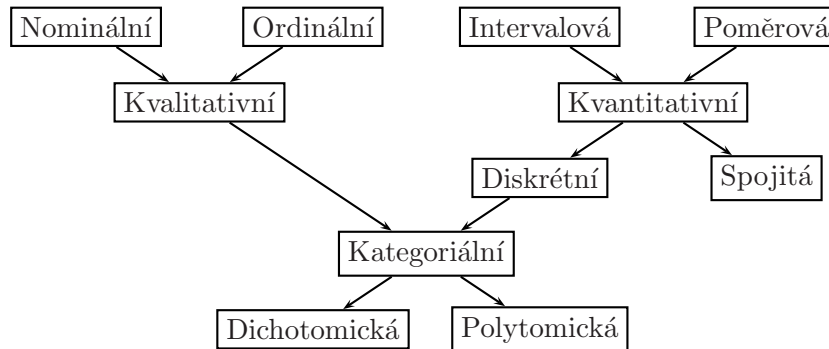 Nominální
Ordinální
Intervalová
Poměrová
Kvalitativní
Kvantitativní
Diskrétní
Spojitá
Kategoriální
Dichotomická
Polytomická